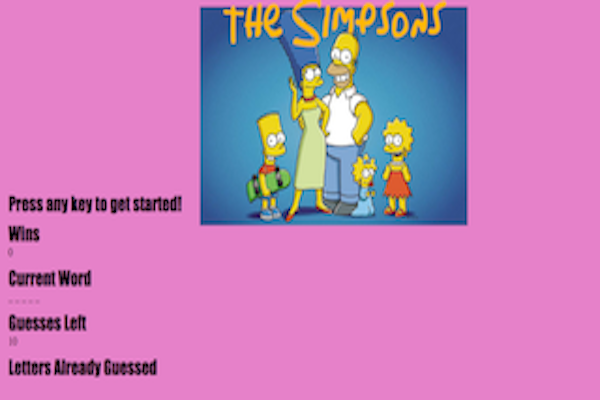 THE SIMPSONS
Press any key to get started!
Wins
0
Current Word
- - - - -
Guesses Left
10
Letters Already Guessed